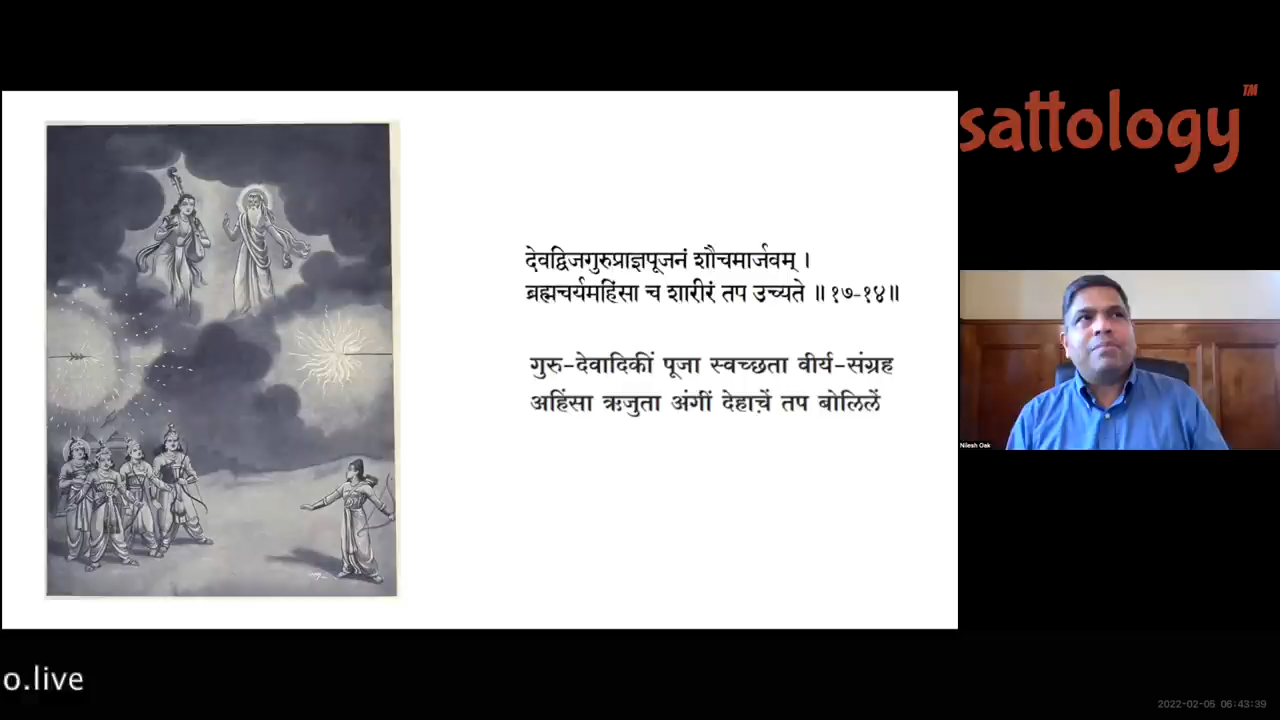 sattology™
देवद्विजगुरुप्राज्ञपूजनं शौचमार्जवम् ।
ब्रह्मचर्यमहिंसा च शारीरं तप उच्यते ॥१७-१४॥
गुरु-देवादिकीं पूजा स्वच्छता वीर्य-संग्रह
अहिंसा ऋजुता अंगीं देहाचें तप बोलिलें
Nilesh Oak
o.live
2022-02-05 06:43:39